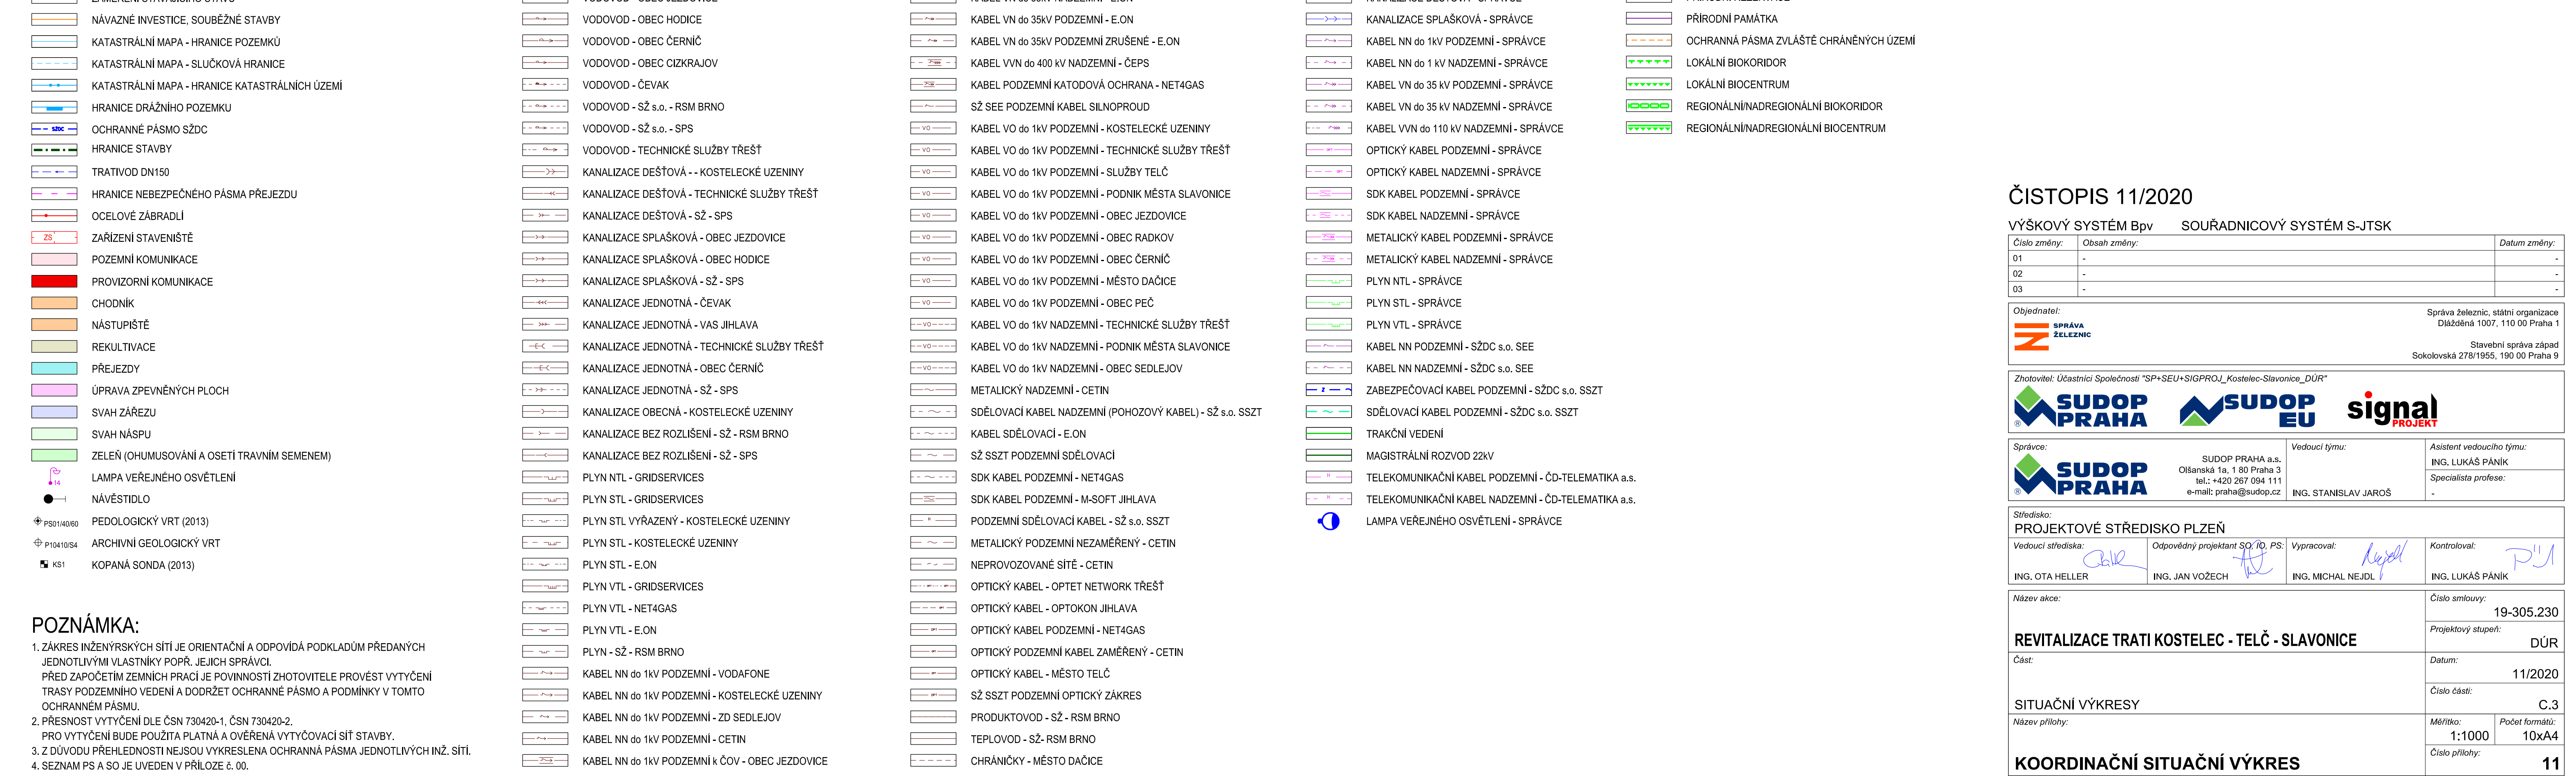 NÁVAZNÉ INVESTICE, SOUBĚŽNÉ STAVBY
KATASTRÁLNÍ MAPA - HRANICE POZEMKŮ
KATASTRÁLNÍ MAPA - SLUČKOVÁ HRANICE
KATASTRÁLNÍ MAPA - HRANICE KATASTRÁLNÍCH ÚZEMÍ
HRANICE DRÁŽNÍHO POZEMKU
SŽDC OCHRANNÉ PÁSMO SŽDC
HRANICE STAVBY
TRATIVOD DN150
HRANICE NEBEZPEČNÉHO PÁSMA PŘEJEZDU
OCELOVÉ ZÁBRADLÍ
ZS ZAŘÍZENÍ STAVENIŠTĚ
POZEMNÍ KOMUNIKACE
PROVIZORNÍ KOMUNIKACE
CHODNÍK
NÁSTUPIŠTĚ
REKULTIVACE
PŘEJEZDY
ÚPRAVA ZPEVNĚNÝCH PLOCH
SVAH ZÁŘEZU
SVAH NÁSPU
ZELEŇ (OHUMUSOVÁNÍ A OSETÍ TRAVNÍM SEMENEM)
14 LAMPA VEŘEJNÉHO OSVĚTLENÍ
NÁVĚSTIDLO
PS01/40/60 PEDOLOGICKÝ VRT (2013)
P10410/S4 ARCHIVNÍ GEOLOGICKÝ VRT
KS1 KOPANÁ SONDA (2013)
POZNÁMKA:
1. ZÁKRES INŽENÝRSKÝCH SÍTÍ JE ORIENTAČNÍ A ODPOVÍDÁ PODKLADŮM PŘEDANÝCH
JEDNOTLIVÝMI VLASTNÍKY POPŘ. JEJICH SPRÁVCI.
PŘED ZAPOČETÍM ZEMNÍCH PRACÍ JE POVINNOSTÍ ZHOTOVITELE PROVÉST VYTYČENÍ
TRASY PODZEMNÍHO VEDENÍ A DODRŽET OCHRANNÉ PÁSMO A PODMÍNKY V TOMTO
OCHRANNÉM PÁSMU.
2. PŘESNOST VYTYČENÍ DLE ČSN 730420-1, ČSN 730420-2.
PRO VYTYČENÍ BUDE POUŽITA PLATNÁ A OVĚŘENÁ VYTYČOVACÍ SÍŤ STAVBY.
3. Z DŮVODU PŘEHLEDNOSTI NEJSOU VYKRESLENA OCHRANNÁ PÁSMA JEDNOTLIVÝCH INŽ. SÍTÍ.
4. SEZNAM PS A SO JE UVEDEN V PŘÍLOZE č. 00.
VODOVOD - OBEC HODICE
VODOVOD - OBEC ČERNÍČ
VODOVOD - OBEC CIZKRAJOV
VODOVOD - ČEVAK
VODOVOD - SŽ s.o. - RSM BRNO
VODOVOD - SŽ s.o. - SPS
VODOVOD - TECHNICKÉ SLUŽBY TŘEŠŤ
KANALIZACE DEŠŤOVÁ - - KOSTELECKÉ UZENINY
KANALIZACE DEŠŤOVÁ - TECHNICKÉ SLUŽBY TŘEŠŤ
KANALIZACE DEŠTOVÁ - SŽ - SPS
KANALIZACE SPLAŠKOVÁ - OBEC JEZDOVICE
KANALIZACE SPLAŠKOVÁ - OBEC HODICE
KANALIZACE SPLAŠKOVÁ - SŽ - SPS
KANALIZACE JEDNOTNÁ - ČEVAK
KANALIZACE JEDNOTNÁ - VAS JIHLAVA
KANALIZACE JEDNOTNÁ - TECHNICKÉ SLUŽBY TŘEŠŤ
KANALIZACE JEDNOTNÁ - OBEC ČERNÍČ
KANALIZACE JEDNOTNÁ - SŽ - SPS
KANALIZACE OBECNÁ - KOSTELECKÉ UZENINY
KANALIZACE BEZ ROZLIŠENÍ - SŽ - RSM BRNO
KANALIZACE BEZ ROZLIŠENÍ - SŽ - SPS
PLYN NTL - GRIDSERVICES
PLYN STL - GRIDSERVICES
PLYN STL VYŘAZENÝ - KOSTELECKÉ UZENINY
PLYN STL - KOSTELECKÉ UZENINY
PLYN STL - E.ON
PLYN VTL - GRIDSERVICES
PLYN VTL - NET4GAS
PLYN VTL - E.ON
PLYN - SŽ - RSM BRNO
KABEL NN do 1kV PODZEMNÍ - VODAFONE
KABEL NN do 1kV PODZEMNÍ - KOSTELECKÉ UZENINY
KABEL NN do 1kV PODZEMNÍ - ZD SEDLEJOV
KABEL NN do 1kV PODZEMNÍ - CETIN
KABEL NN do 1kV PODZEMNÍ k ČOV - OBEC JEZDOVICE
KABEL VN do 35kV PODZEMNÍ - E.ON
KABEL VN do 35kV PODZEMNÍ ZRUŠENÉ - E.ON
KABEL VVN do 400 kV NADZEMNÍ - ČEPS
KABEL PODZEMNÍ KATODOVÁ OCHRANA - NET4GAS
SŽ SEE PODZEMNÍ KABEL SILNOPROUD
VO KABEL VO do 1kV PODZEMNÍ - KOSTELECKÉ UZENINY
VO KABEL VO do 1kV PODZEMNÍ - TECHNICKÉ SLUŽBY TŘEŠŤ
VO KABEL VO do 1kV PODZEMNÍ - SLUŽBY TELČ
VO KABEL VO do 1kV PODZEMNÍ - PODNIK MĚSTA SLAVONICE
VO KABEL VO do 1kV PODZEMNÍ - OBEC JEZDOVICE
VO KABEL VO do 1kV PODZEMNÍ - OBEC RADKOV
VO KABEL VO do 1kV PODZEMNÍ - OBEC ČERNÍČ
VO KABEL VO do 1kV PODZEMNÍ - MĚSTO DAČICE
VO KABEL VO do 1kV PODZEMNÍ - OBEC PEČ
VO KABEL VO do 1kV NADZEMNÍ - TECHNICKÉ SLUŽBY TŘEŠŤ
VO KABEL VO do 1kV NADZEMNÍ - PODNIK MĚSTA SLAVONICE
VO KABEL VO do 1kV NADZEMNÍ - OBEC SEDLEJOV
METALICKÝ NADZEMNÍ - CETIN
SDĚLOVACÍ KABEL NADZEMNÍ (POHOZOVÝ KABEL) - SŽ s.o. SSZT
KABEL SDĚLOVACÍ - E.ON
SŽ SSZT PODZEMNÍ SDĚLOVACÍ
SDK KABEL PODZEMNÍ - NET4GAS
SDK KABEL PODZEMNÍ - M-SOFT JIHLAVA
PODZEMNÍ SDĚLOVACÍ KABEL - SŽ s.o. SSZT
METALICKÝ PODZEMNÍ NEZAMĚŘENÝ - CETIN
NEPROVOZOVANÉ SÍTĚ - CETIN
OPTICKÝ KABEL - OPTET NETWORK TŘEŠŤ
OPTICKÝ KABEL - OPTOKON JIHLAVA
OPTICKÝ KABEL PODZEMNÍ - NET4GAS
OPTICKÝ PODZEMNÍ KABEL ZAMĚŘENÝ - CETIN
OPTICKÝ KABEL - MĚSTO TELČ
SŽ SSZT PODZEMNÍ OPTICKÝ ZÁKRES
PRODUKTOVOD - SŽ - RSM BRNO
TEPLOVOD - SŽ- RSM BRNO
CHRÁNIČKY - MĚSTO DAČICE
KANALIZACE SPLAŠKOVÁ - SPRÁVCE
KABEL NN do 1kV PODZEMNÍ - SPRÁVCE
KABEL NN do 1 kV NADZEMNÍ - SPRÁVCE
KABEL VN do 35 kV PODZEMNÍ - SPRÁVCE
KABEL VN do 35 kV NADZEMNÍ - SPRÁVCE
KABEL VVN do 110 kV NADZEMNÍ - SPRÁVCE
OPTICKÝ KABEL PODZEMNÍ - SPRÁVCE
OPTICKÝ KABEL NADZEMNÍ - SPRÁVCE
SDK KABEL PODZEMNÍ - SPRÁVCE
SDK KABEL NADZEMNÍ - SPRÁVCE
METALICKÝ KABEL PODZEMNÍ - SPRÁVCE
METALICKÝ KABEL NADZEMNÍ - SPRÁVCE
PLYN NTL - SPRÁVCE
PLYN STL - SPRÁVCE
PLYN VTL - SPRÁVCE
KABEL NN PODZEMNÍ - SŽDC s.o. SEE
KABEL NN NADZEMNÍ - SŽDC s.o. SEE
ZABEZPEČOVACÍ KABEL PODZEMNÍ - SŽDC s.o. SSZT
SDĚLOVACÍ KABEL PODZEMNÍ - SŽDC s.o. SSZT
TRAKČNÍ VEDENÍ
MAGISTRÁLNÍ ROZVOD 22kV
TELEKOMUNIKAČNÍ KABEL PODZEMNÍ - ČD-TELEMATIKA a.s.
TELEKOMUNIKAČNÍ KABEL NADZEMNÍ - ČD-TELEMATIKA a.s.
LAMPA VEŘEJNÉHO OSVĚTLENÍ - SPRÁVCE
PŘÍRODNÍ PAMÁTKA
OCHRANNÁ PÁSMA ZVLÁŠTĚ CHRÁNĚNÝCH ÚZEMÍ
LOKÁLNÍ BIOKORIDOR
LOKÁLNÍ BIOCENTRUM
REGIONÁLNÍ/NADREGIONÁLNÍ BIOKORIDOR
REGIONÁLNÍ/NADREGIONÁLNÍ BIOCENTRUM
ČISTOPIS 11/2020
VÝŠKOVÝ SYSTÉM Bpv SOUŘADNICOVÝ SYSTÉM S-JTSK
Číslo změny: Obsah změny: Datum změny:
01 - -
02 - -
03 - -
Objednatel:
SPRÁVA
ŽELEZNIC
Správa železnic, státní organizace
Dlážděná 1007, 110 00 Praha 1
Stavební správa západ
Sokolovská 278/1955, 190 00 Praha 9
Zhotovitel: Účastníci Společnosti "SP+SEU+SIGPROJ_Kostelec-Slavonice_DÚR"
SUDOP PRAHA
SUDOP EU
signal PROJEKT
Správce:
SUDOP PRAHA
SUDOP PRAHA a.s.
Olšanská 1a, 1 80 Praha 3
tel.: +420 267 094 111
e-mail: praha@sudop.cz
Vedoucí týmu:
ING. STANISLAV JAROŠ
Asistent vedoucího týmu:
ING. LUKÁŠ PÁNÍK
Specialista profese:
-
Středisko:
PROJEKTOVÉ STŘEDISKO PLZEŇ
Vedoucí střediska: Odpovědný projektant SO, IO, PS: Vypracoval: Kontroloval:
ING. OTA HELLER ING. JAN VOŽECH ING. MICHAL NEJDL ING. LUKÁŠ PÁNÍK
Název akce:
REVITALIZACE TRATI KOSTELEC - TELČ - SLAVONICE
Číslo smlouvy:
19-305.230
Projektový stupeň:
DÚR
Část:
SITUAČNÍ VÝKRESY
Datum:
11/2020
Číslo části:
C.3
Název přílohy:
KOORDINAČNÍ SITUAČNÍ VÝKRES
Měřítko: Počet formátů:
1:1000 10xA4
Číslo přílohy:
11